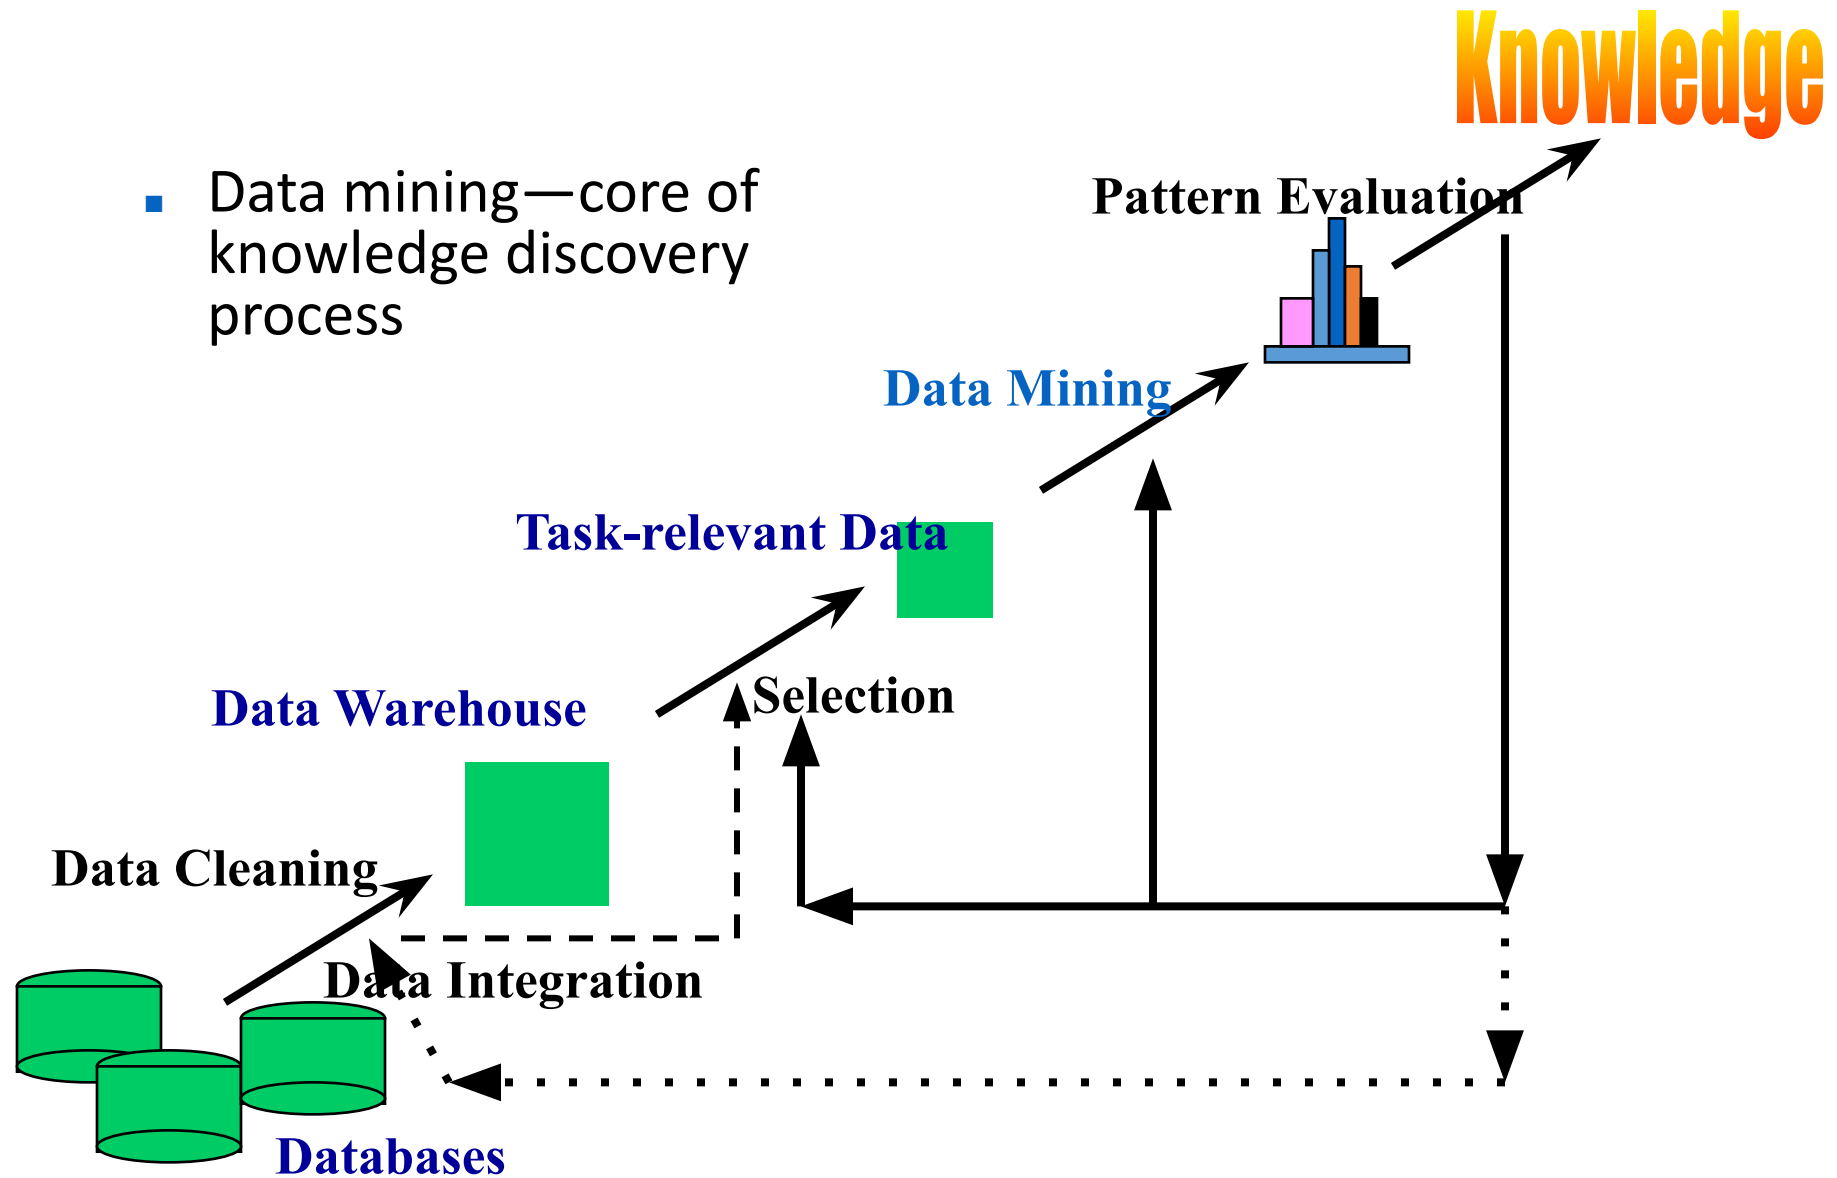 Knowledge
▪ Data mining—core of
knowledge discovery
process
Pattern Evaluation
Data Mining
Task-relevant Data
Selection
Data Warehouse
Data Cleaning
Data Integration
Databases